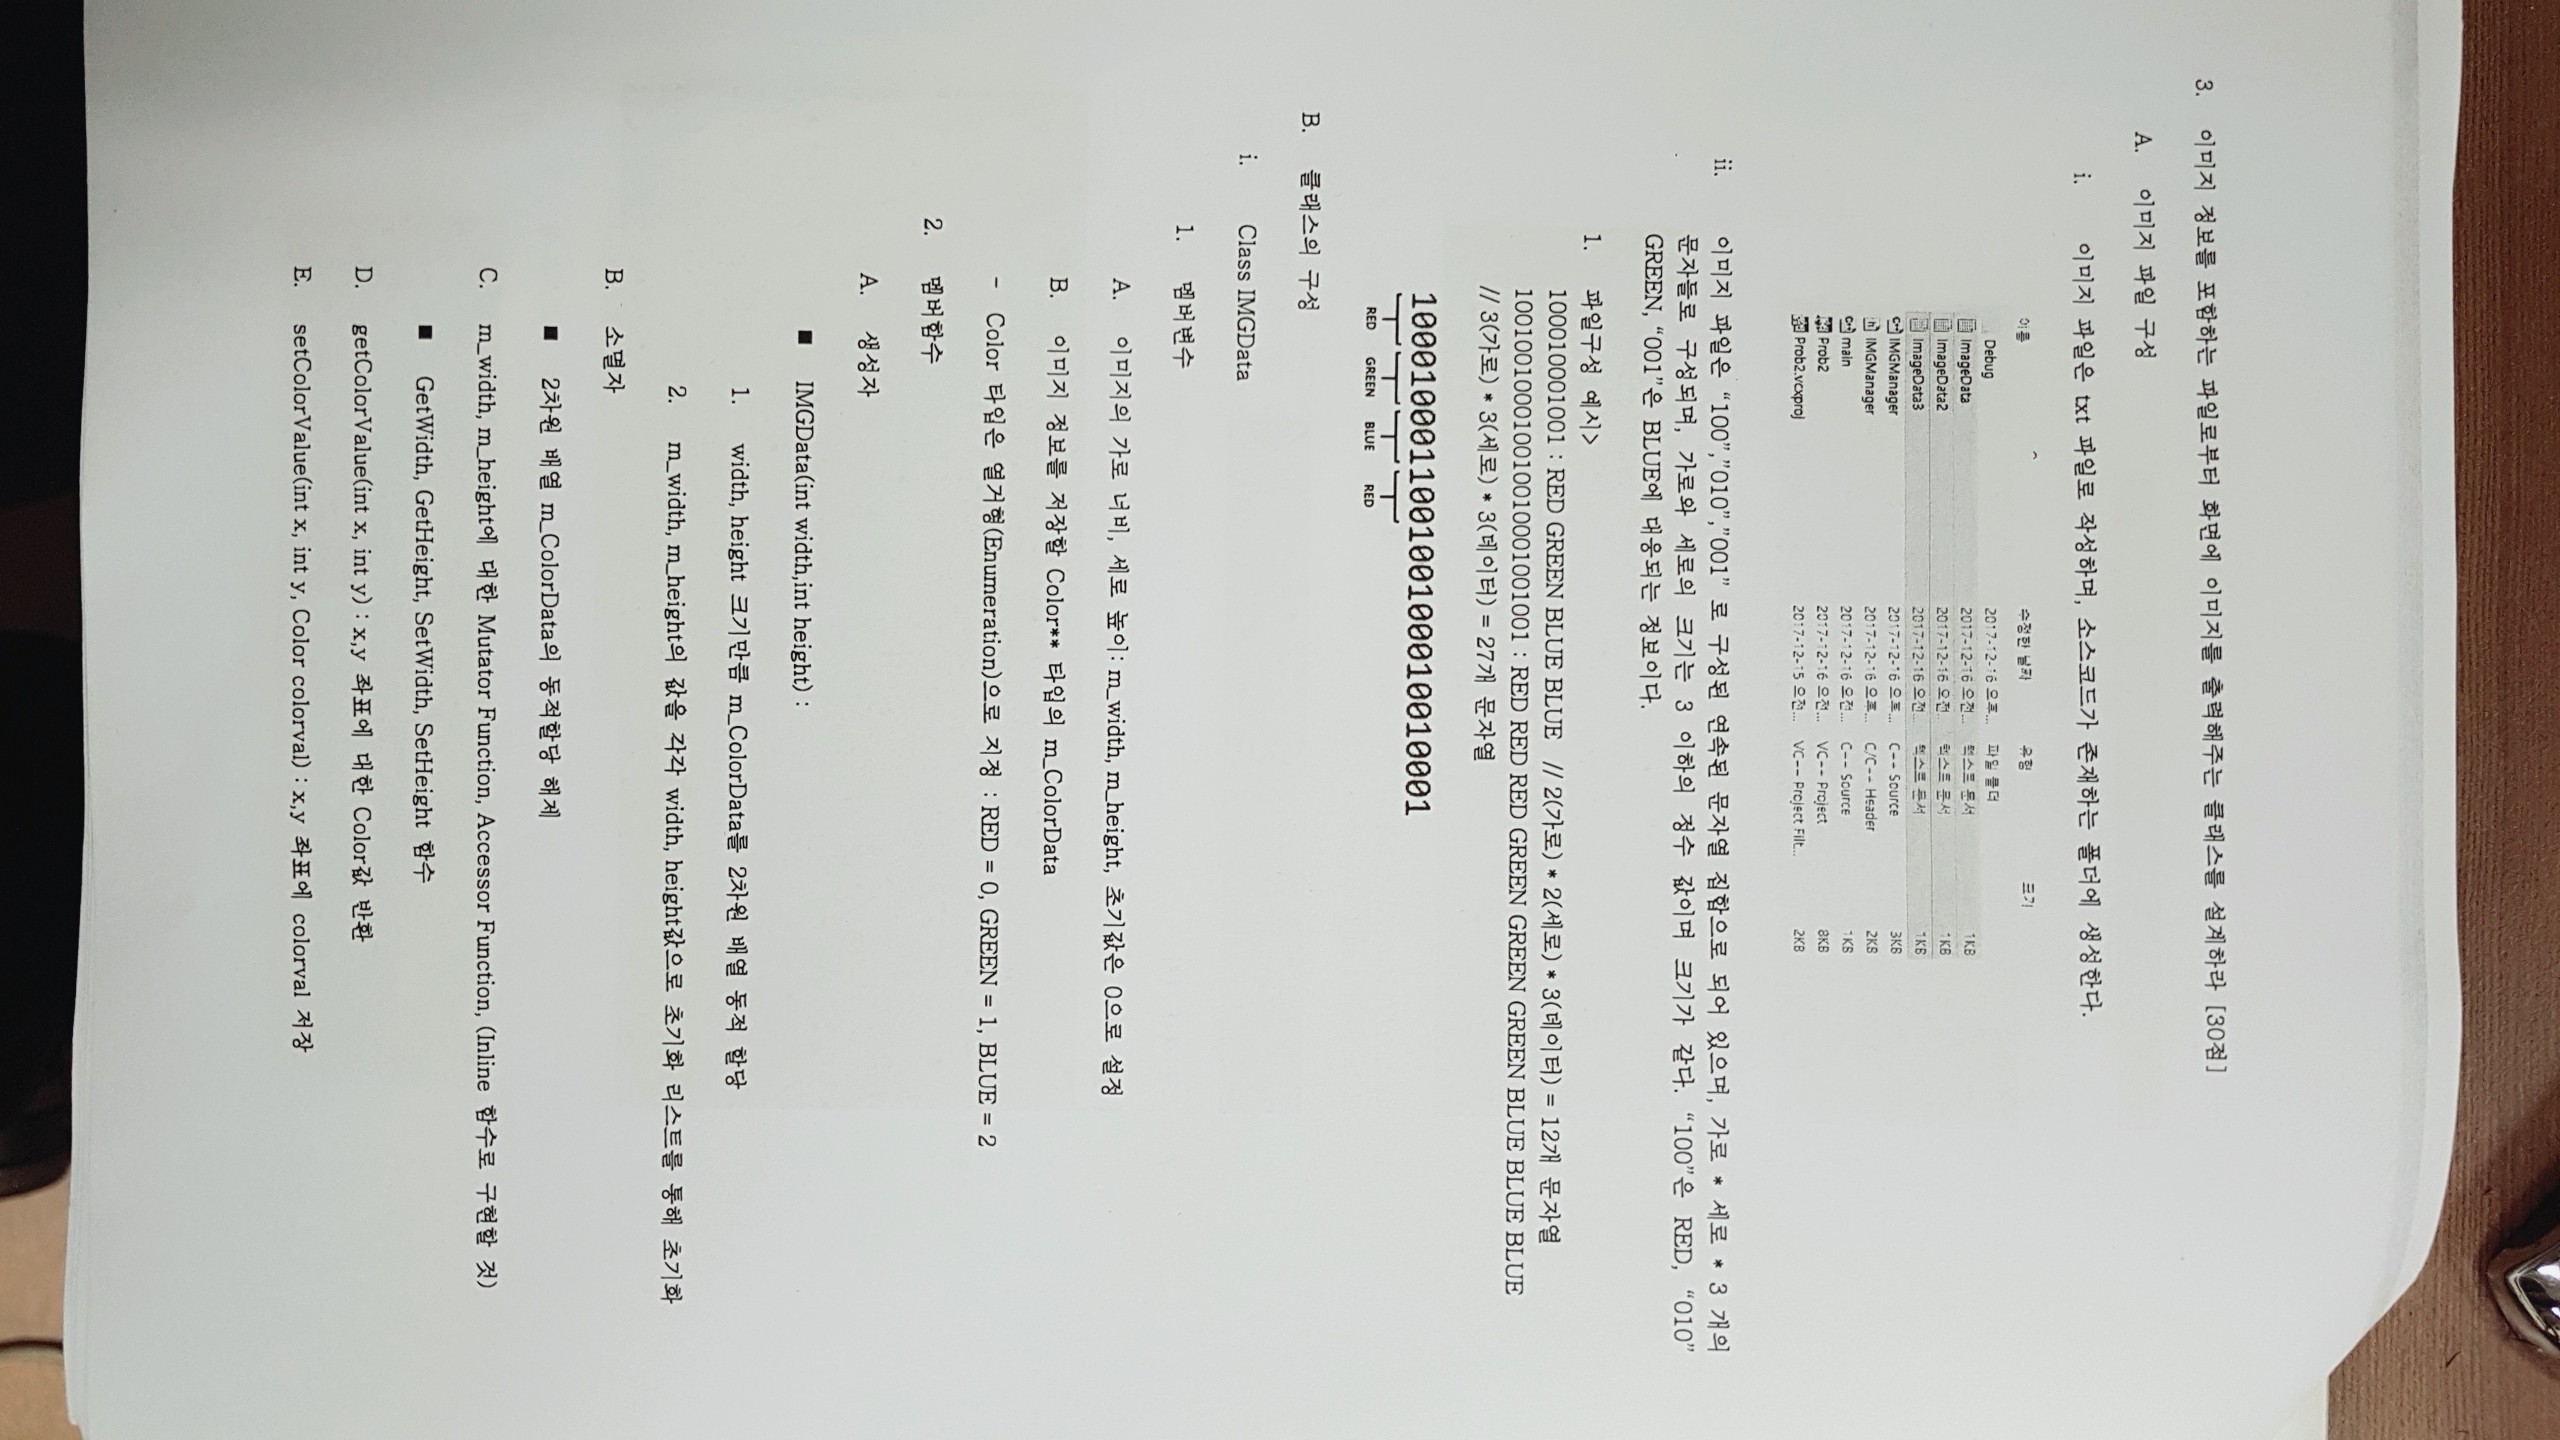 3. 이미지 정보를 포함하는 파일로부터 화면에 이미지를 출력해주는 클래스를 설계하라 [30점]
A. 이미지 파일 구성
i. 이미지 파일은 txt 파일로 작성하며, 소스코드가 존재하는 폴더에 생성한다.
이름 수정한 날짜 유형 크기
Debug 2017-12-16 오후... 파일 폴더
ImageData 2017-12-16 오전... 텍스트 문서 1KB
ImageData2 2017-12-16 오전... 텍스트 문서 1KB
ImageData3 2017-12-16 오전... 텍스트 문서 1KB
IMGManager 2017-12-16 오후... C++ Source 3KB
IMGManager 2017-12-16 오후... C/C++ Header 2KB
main 2017-12-16 오전... C++ Source 1KB
Prob2 2017-12-16 오전... VC++ Project 8KB
Prob2.vcxproj 2017-12-15 오전... VC++ Project Filt... 2KB
ii. 이미지 파일은 “100”,”010”,”001” 로 구성된 연속된 문자열 집합으로 되어 있으며, 가로 * 세로 * 3 개의
문자들로 구성되며, 가로와 세로의 크기는 3 이하의 정수 값이며 크기가 같다. “100”은 RED, “010”
GREEN, “001”은 BLUE에 대응되는 정보이다.
1. 파일구성 예시>
100010001001 : RED GREEN BLUE BLUE // 2(가로) * 2(세로) * 3(데이터) = 12개 문자열
100100100010010010001001001 : RED RED RED GREEN GREEN GREEN BLUE BLUE BLUE
// 3(가로) * 3(세로) * 3(데이터) = 27개 문자열
100010001100100100010010001
RED GREEN BLUE RED
B. 클래스의 구성
i. Class IMGData
1. 멤버변수
A. 이미지의 가로 너비, 세로 높이: m_width, m_height, 초기값은 0으로 설정
B. 이미지 정보를 저장할 Color** 타입의 m_ColorData
- Color 타입은 열거형(Enumeration)으로 지정 : RED = 0, GREEN = 1, BLUE = 2
2. 멤버함수
A. 생성자
■ IMGData(int width,int height) :
1. width, height 크기만큼 m_ColorData를 2차원 배열 동적 할당
2. m_width, m_height의 값을 각각 width, height값으로 초기화 리스트를 통해 초기화
B. 소멸자
■ 2차원 배열 m_ColorData의 동적할당 해제
C. m_width, m_height에 대한 Mutator Function, Accessor Function, (Inline 함수로 구현할 것)
■ GetWidth, GetHeight, SetWidth, SetHeight 함수
D. getColorValue(int x, int y) : x,y 좌표에 대한 Color값 반환
E. setColorValue(int x, int y, Color colorval) : x,y 좌표에 colorval 저장